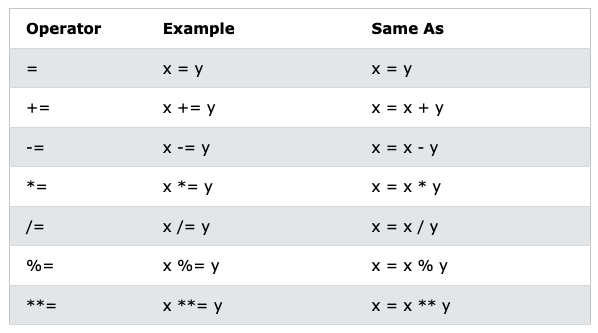 Operator Example Same As
= x = y x = y
+= x += y x = x + y
-= x -= y x = x - y
*= x *= y x = x * y
/= x /= y x = x / y
%= x %= y x = x % y
**= x **= y x = x ** y